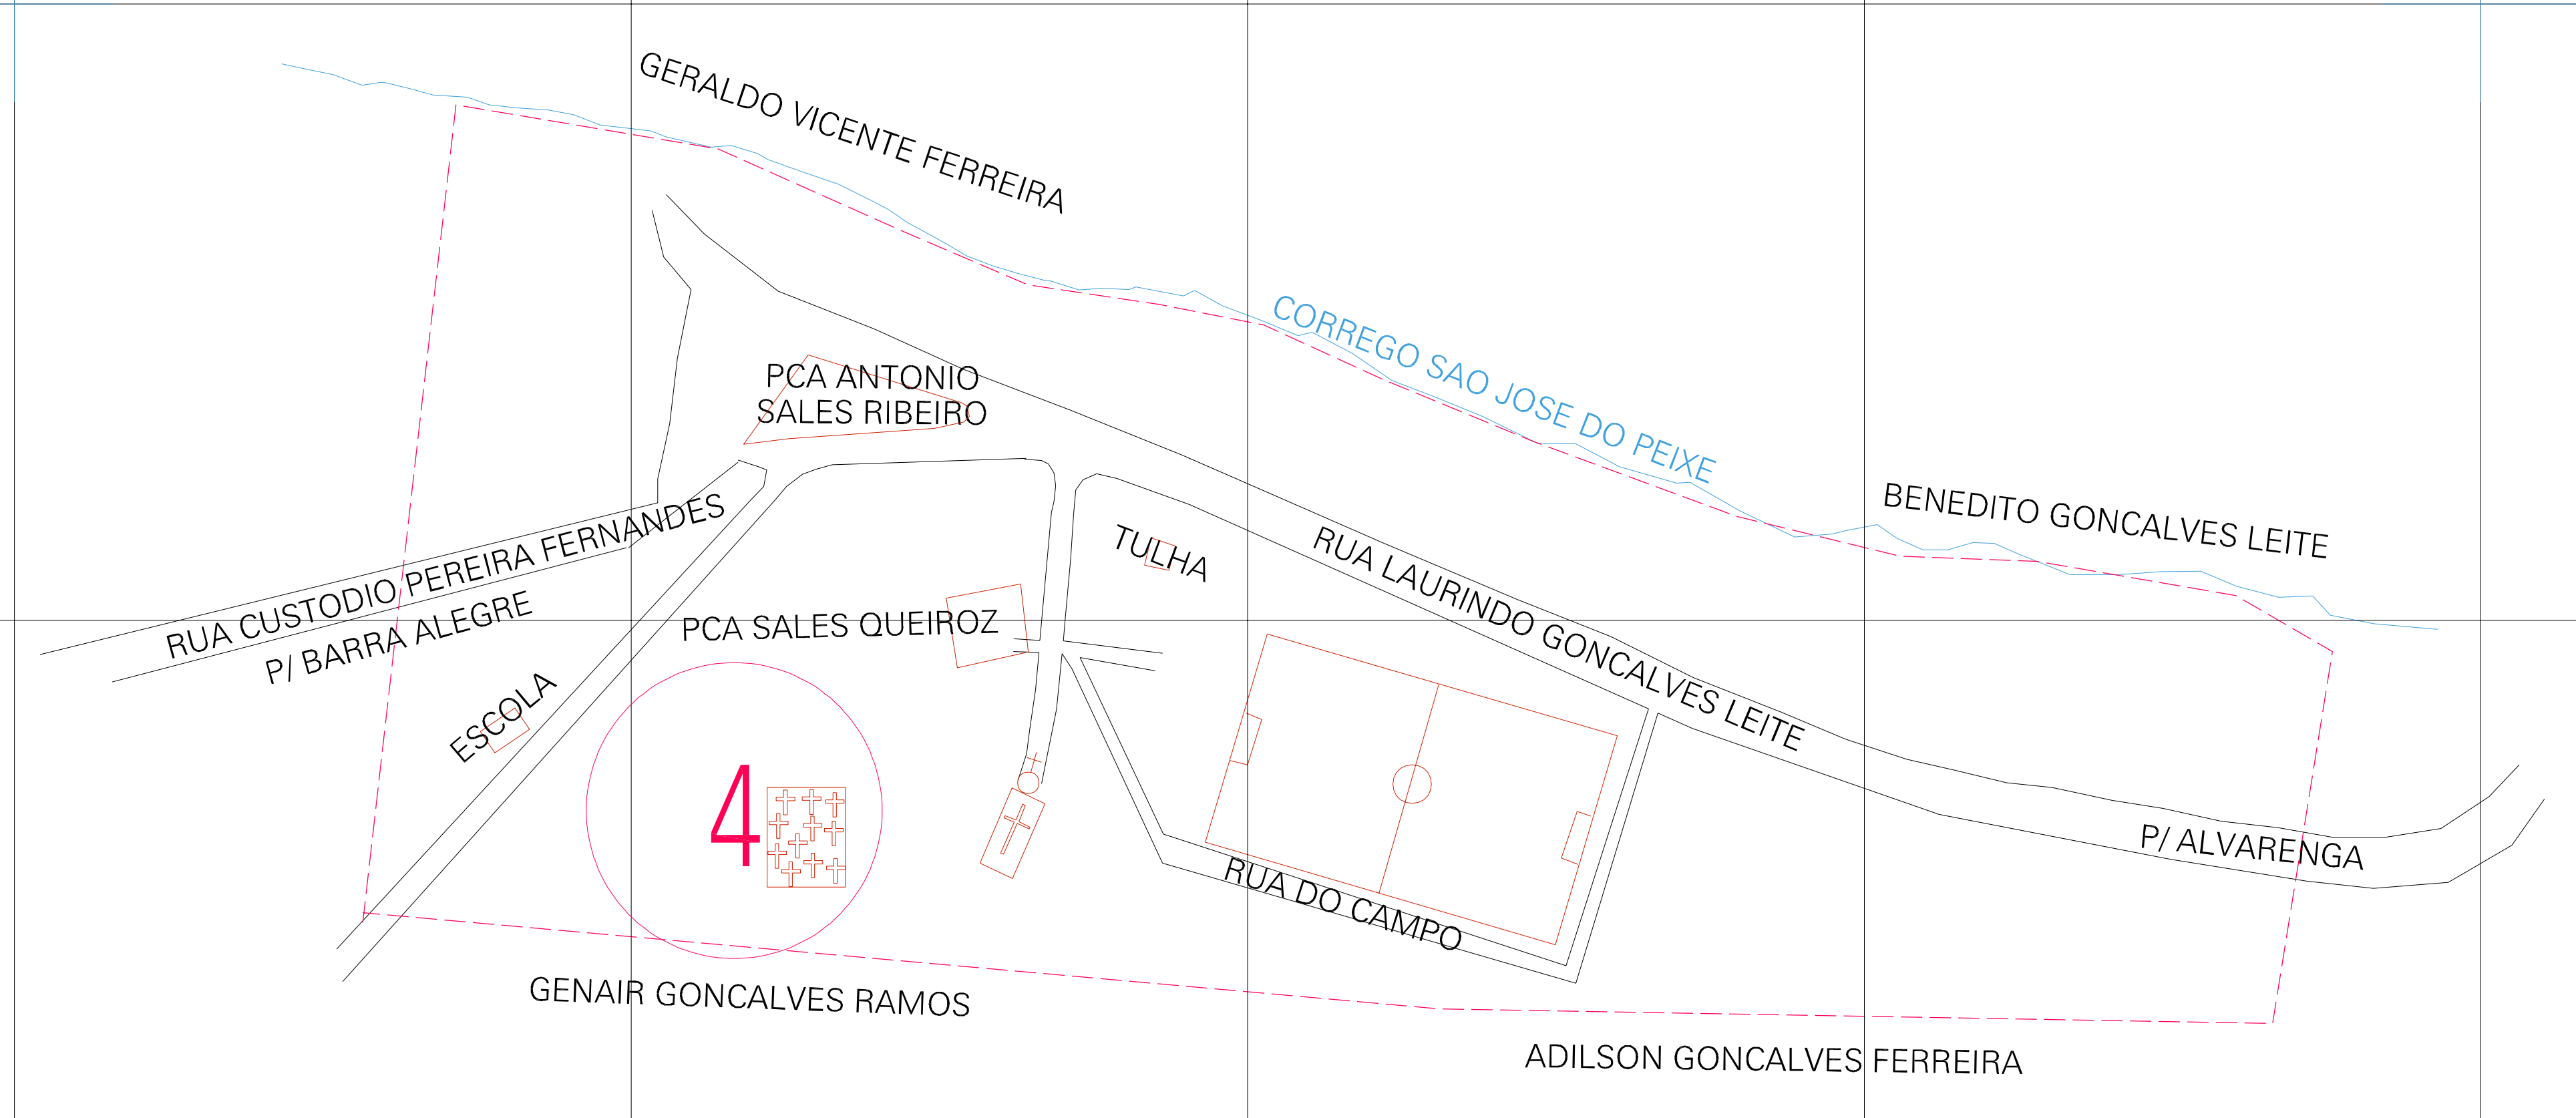 GERALDO VICENTE FERREIRA
CORREGO SAO JOSE DO PEIXE
PCA ANTONIO
SALES RIBEIRO
BENEDITO GONCALVES LEITE
RUA CUSTODIO PEREIRA FERNANDES
P/ BARRA ALEGRE
TULHA
RUA LAURINDO GONCALVES LEITE
PCA SALES QUEIROZ
ESCOLA
4
P/ ALVARENGA
RUA DO CAMPO
GENAIR GONCALVES RAMOS
ADILSON GONCALVES FERREIRA